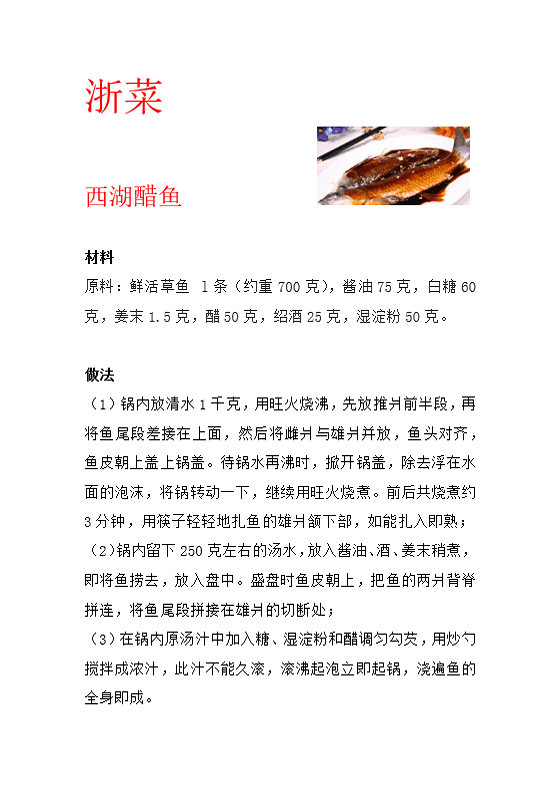 浙菜
西湖醋鱼
材料
原料：鲜活草鱼 l条（约重700克），酱油75克，白糖60
克，姜末1.5克，醋50克，绍酒25克，湿淀粉50克。
做法
（1）锅内放清水1千克，用旺火烧沸，先放推爿前半段，再
将鱼尾段差接在上面，然后将雌爿与雄爿并放，鱼头对齐，
鱼皮朝上盖上锅盖。待锅水再沸时，掀开锅盖，除去浮在水
面的泡沫，将锅转动一下，继续用旺火烧煮。前后共烧煮约
3分钟，用筷子轻轻地扎鱼的雄爿颔下部，如能扎入即熟；
（2）锅内留下250克左右的汤水，放入酱油、酒、姜末稍煮，
即将鱼捞去，放入盘中。盛盘时鱼皮朝上，把鱼的两爿背脊
拼连，将鱼尾段拼接在雄爿的切断处；
（3）在锅内原汤汁中加入糖、湿淀粉和醋调匀勾芡，用炒勺
搅拌成浓汁，此汁不能久滚，滚沸起泡立即起锅，浇遍鱼的
全身即成。